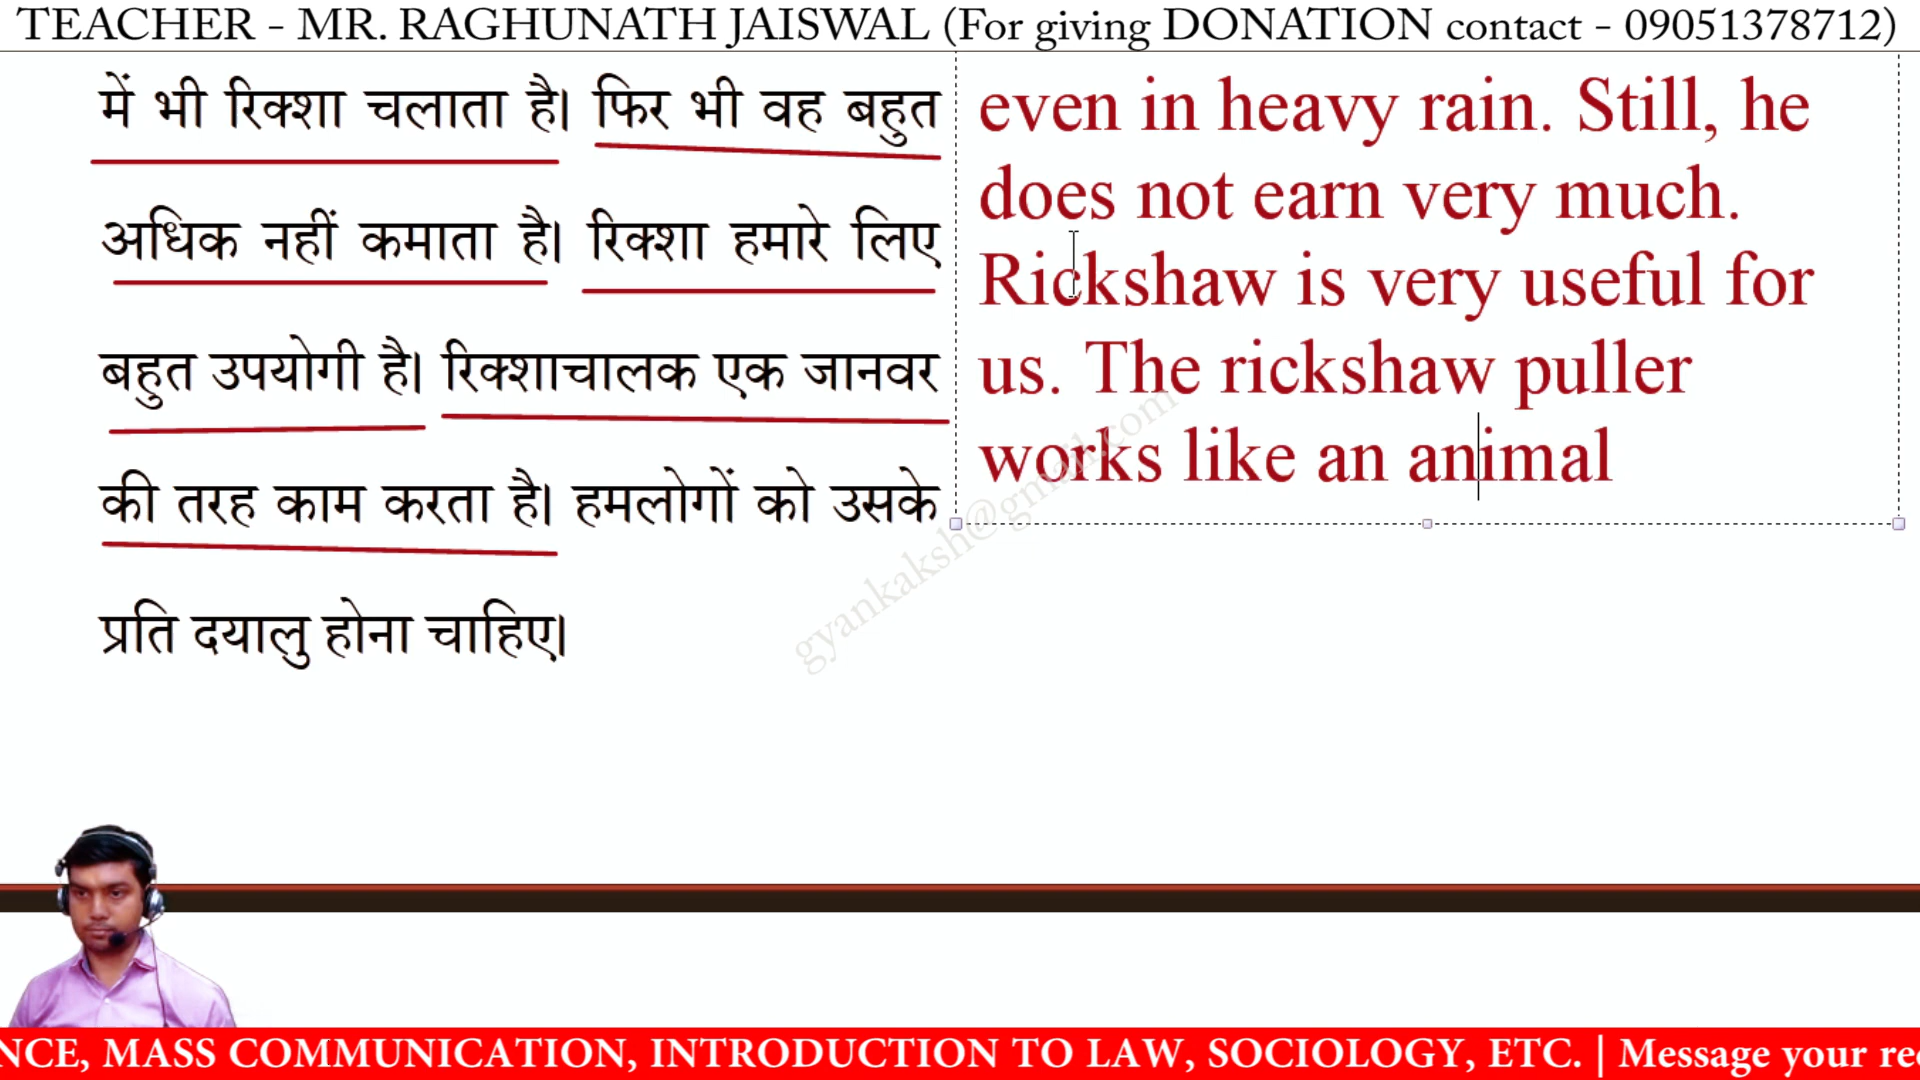 TEACHER - MR. RAGHUNATH JAISWAL (For giving DONATION contact - 09051378712)
में भी रिक्शा चलाता है। फिर भी वह बहुत
अधिक नहीं कमाता है। रिक्शा हमारे लिए
बहुत उपयोगी है। रिक्शाचालक एक जानवर
की तरह काम करता है। हमलोगों को उसके
प्रति दयालु होना चाहिए।
even in heavy rain. Still, he
does not earn very much.
Rickshaw is very useful for
us. The rickshaw puller
works like an animal
gyankaksh@gmail.com
NCE, MASS COMMUNICATION, INTRODUCTION TO LAW, SOCIOLOGY, ETC. | Message your re